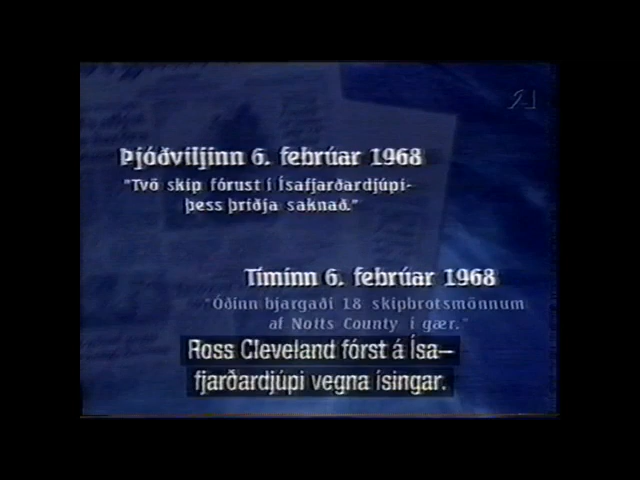 Þjóðviljinn 6. febrúar 1968
"Tvö skip fórust í Ísafjarðardjúpi-
þess þriðja saknað."
Tíminn 6. febrúar 1968
"Óðinn bjargaði 18 skipbrotsmönnum
af Notts County í gær."
Ross Cleveland fórst á Ísa–
fjarðardjúpi vegna ísingar.